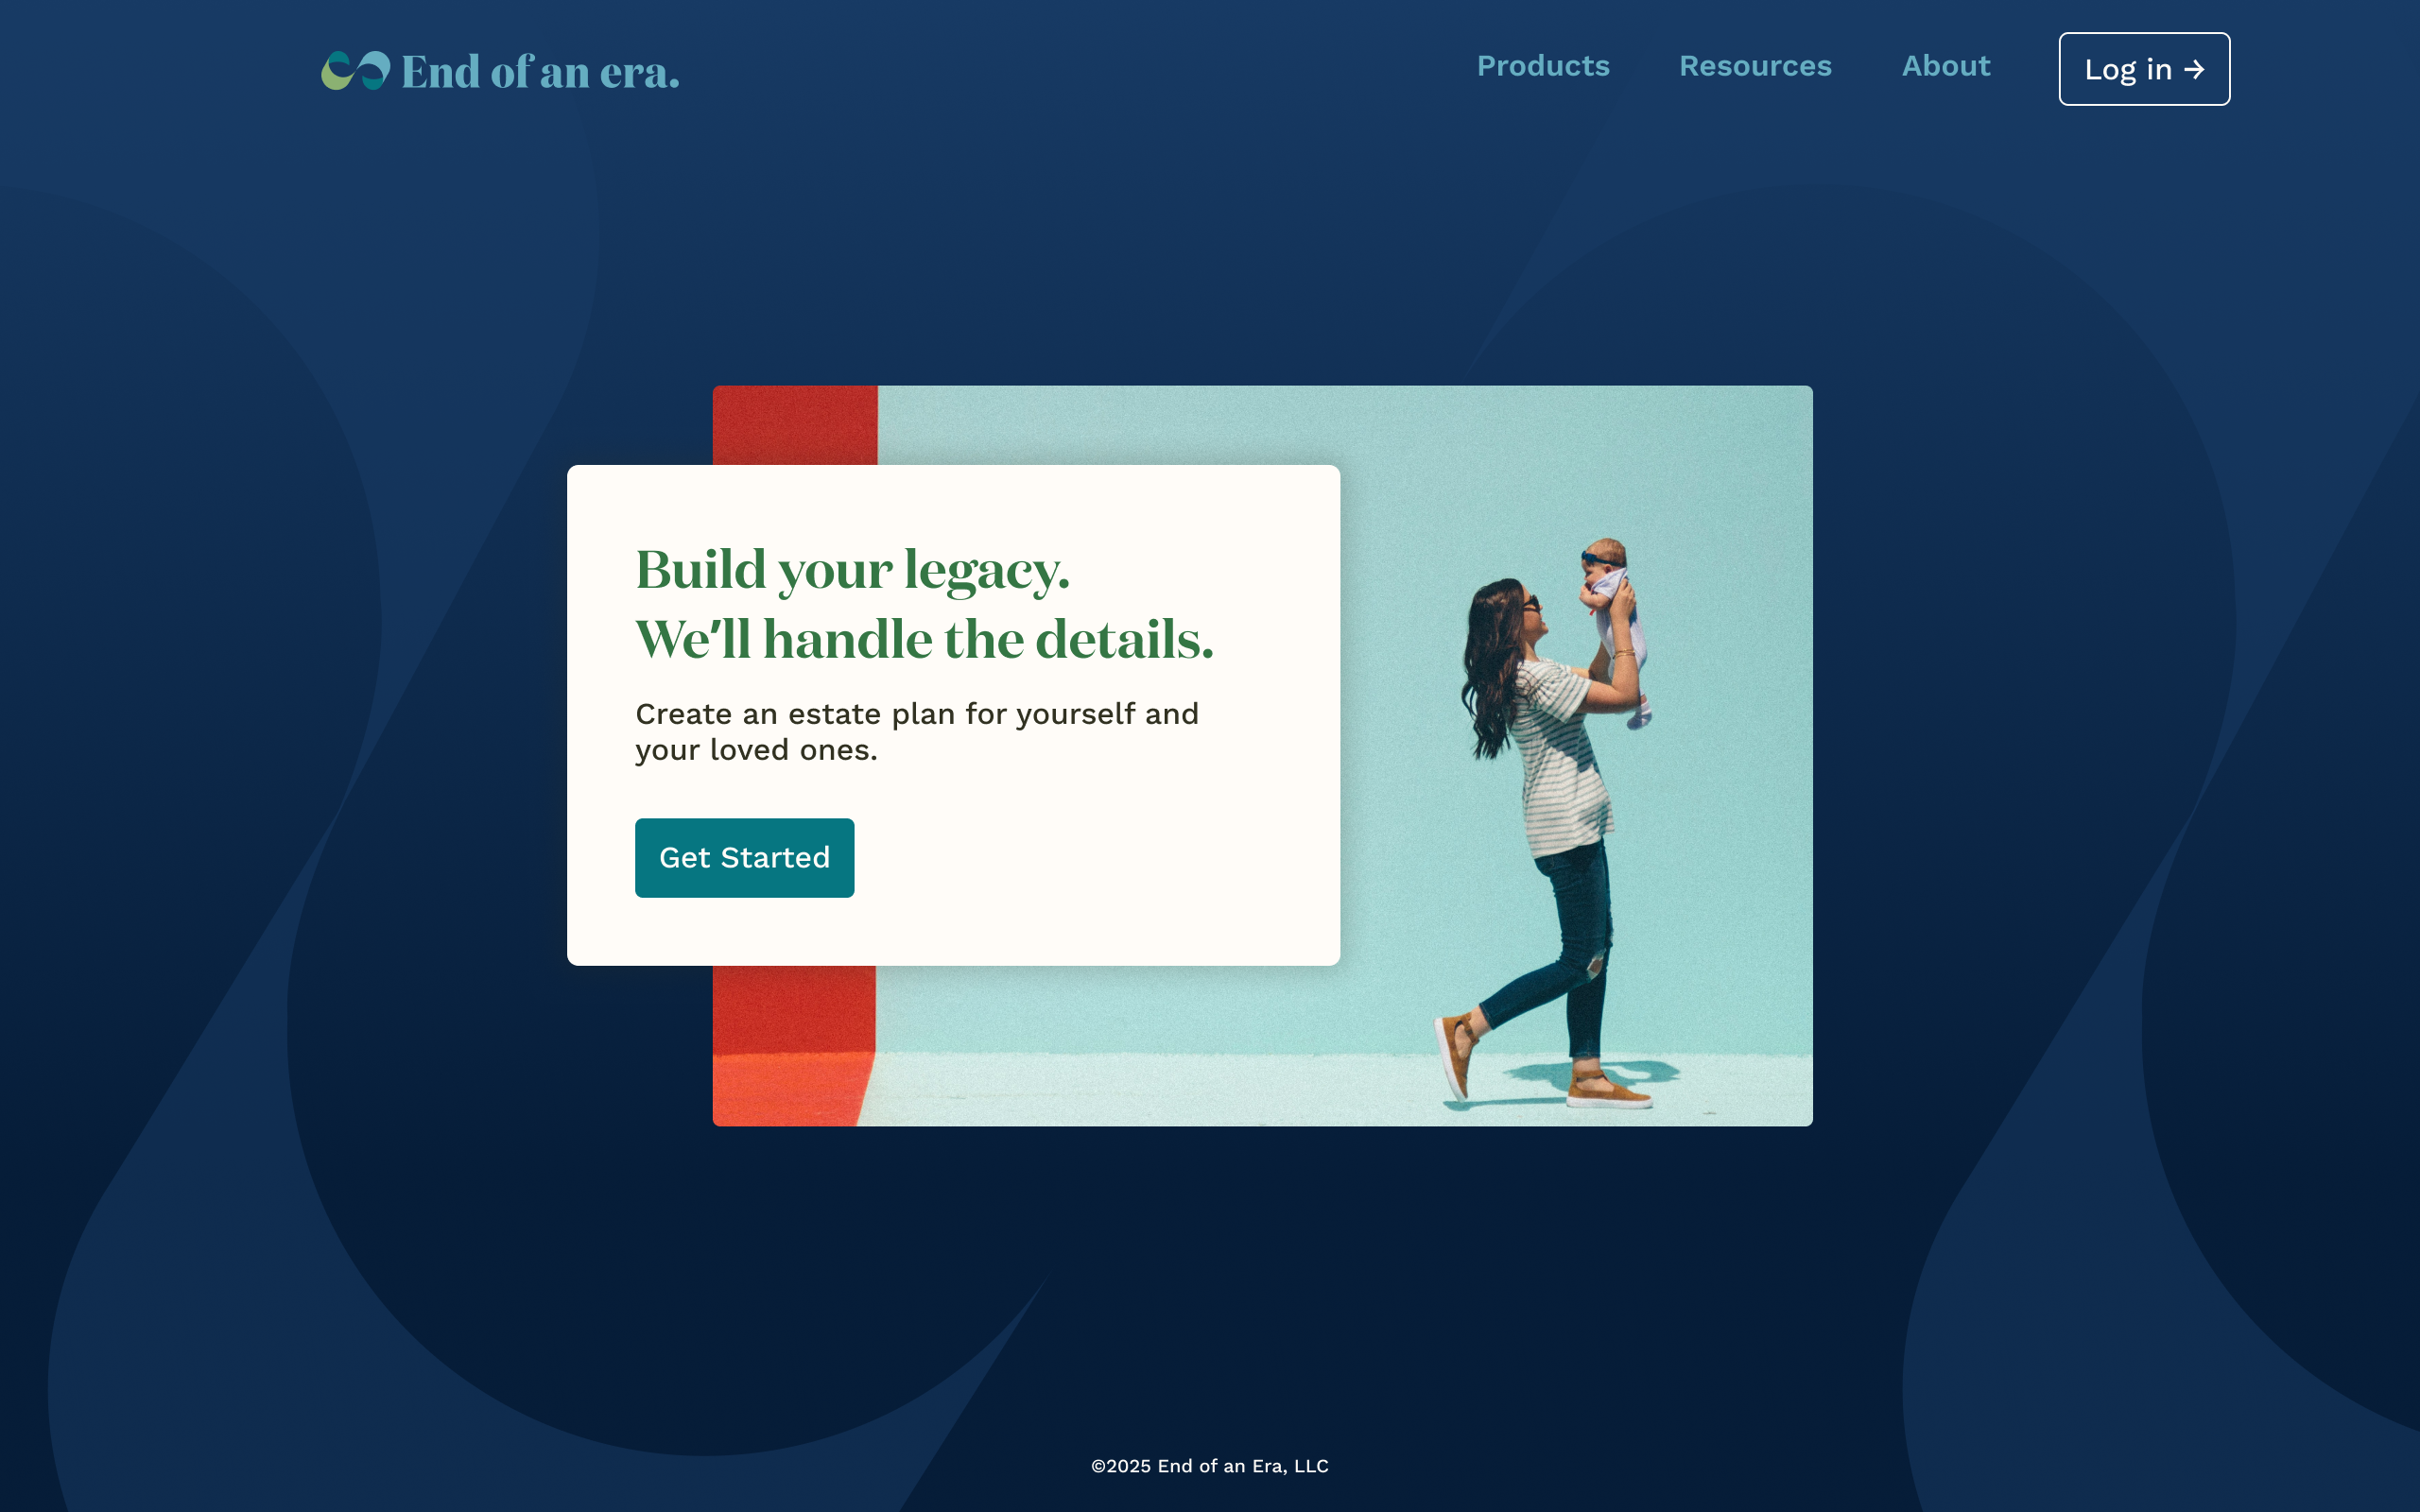 End of an era.
Products
Resources
About
Log in →
Build your legacy.
We'll handle the details.
Create an estate plan for yourself and
your loved ones.
Get Started
©2025 End of an Era, LLC